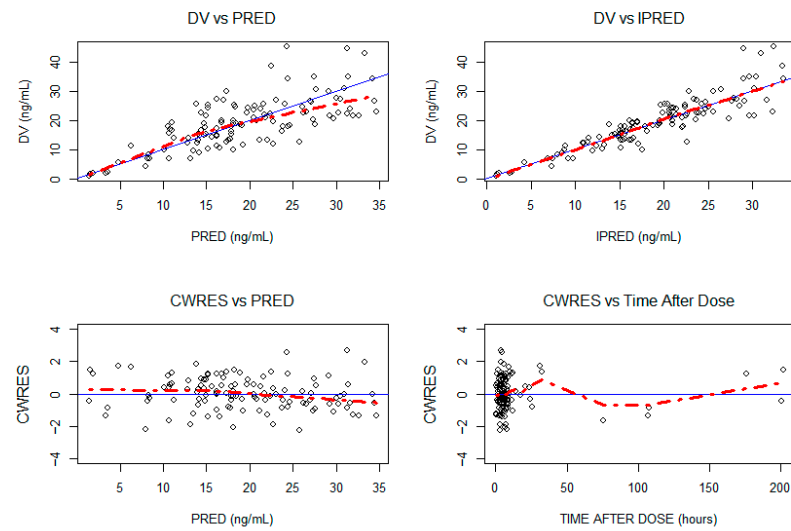 DV vs PRED
DV (ng/mL)
0 10 20 30 40
5 10 15 20 25 30 35
PRED (ng/mL)
DV vs IPRED
DV (ng/mL)
0 10 20 30 40
0 5 10 15 20 25 30
IPRED (ng/mL)
CWRES vs PRED
CWRES
−4 −2 0 2 4
5 10 15 20 25 30 35
PRED (ng/mL)
CWRES vs Time After Dose
CWRES
−4 −2 0 2 4
0 50 100 150 200
TIME AFTER DOSE (hours)